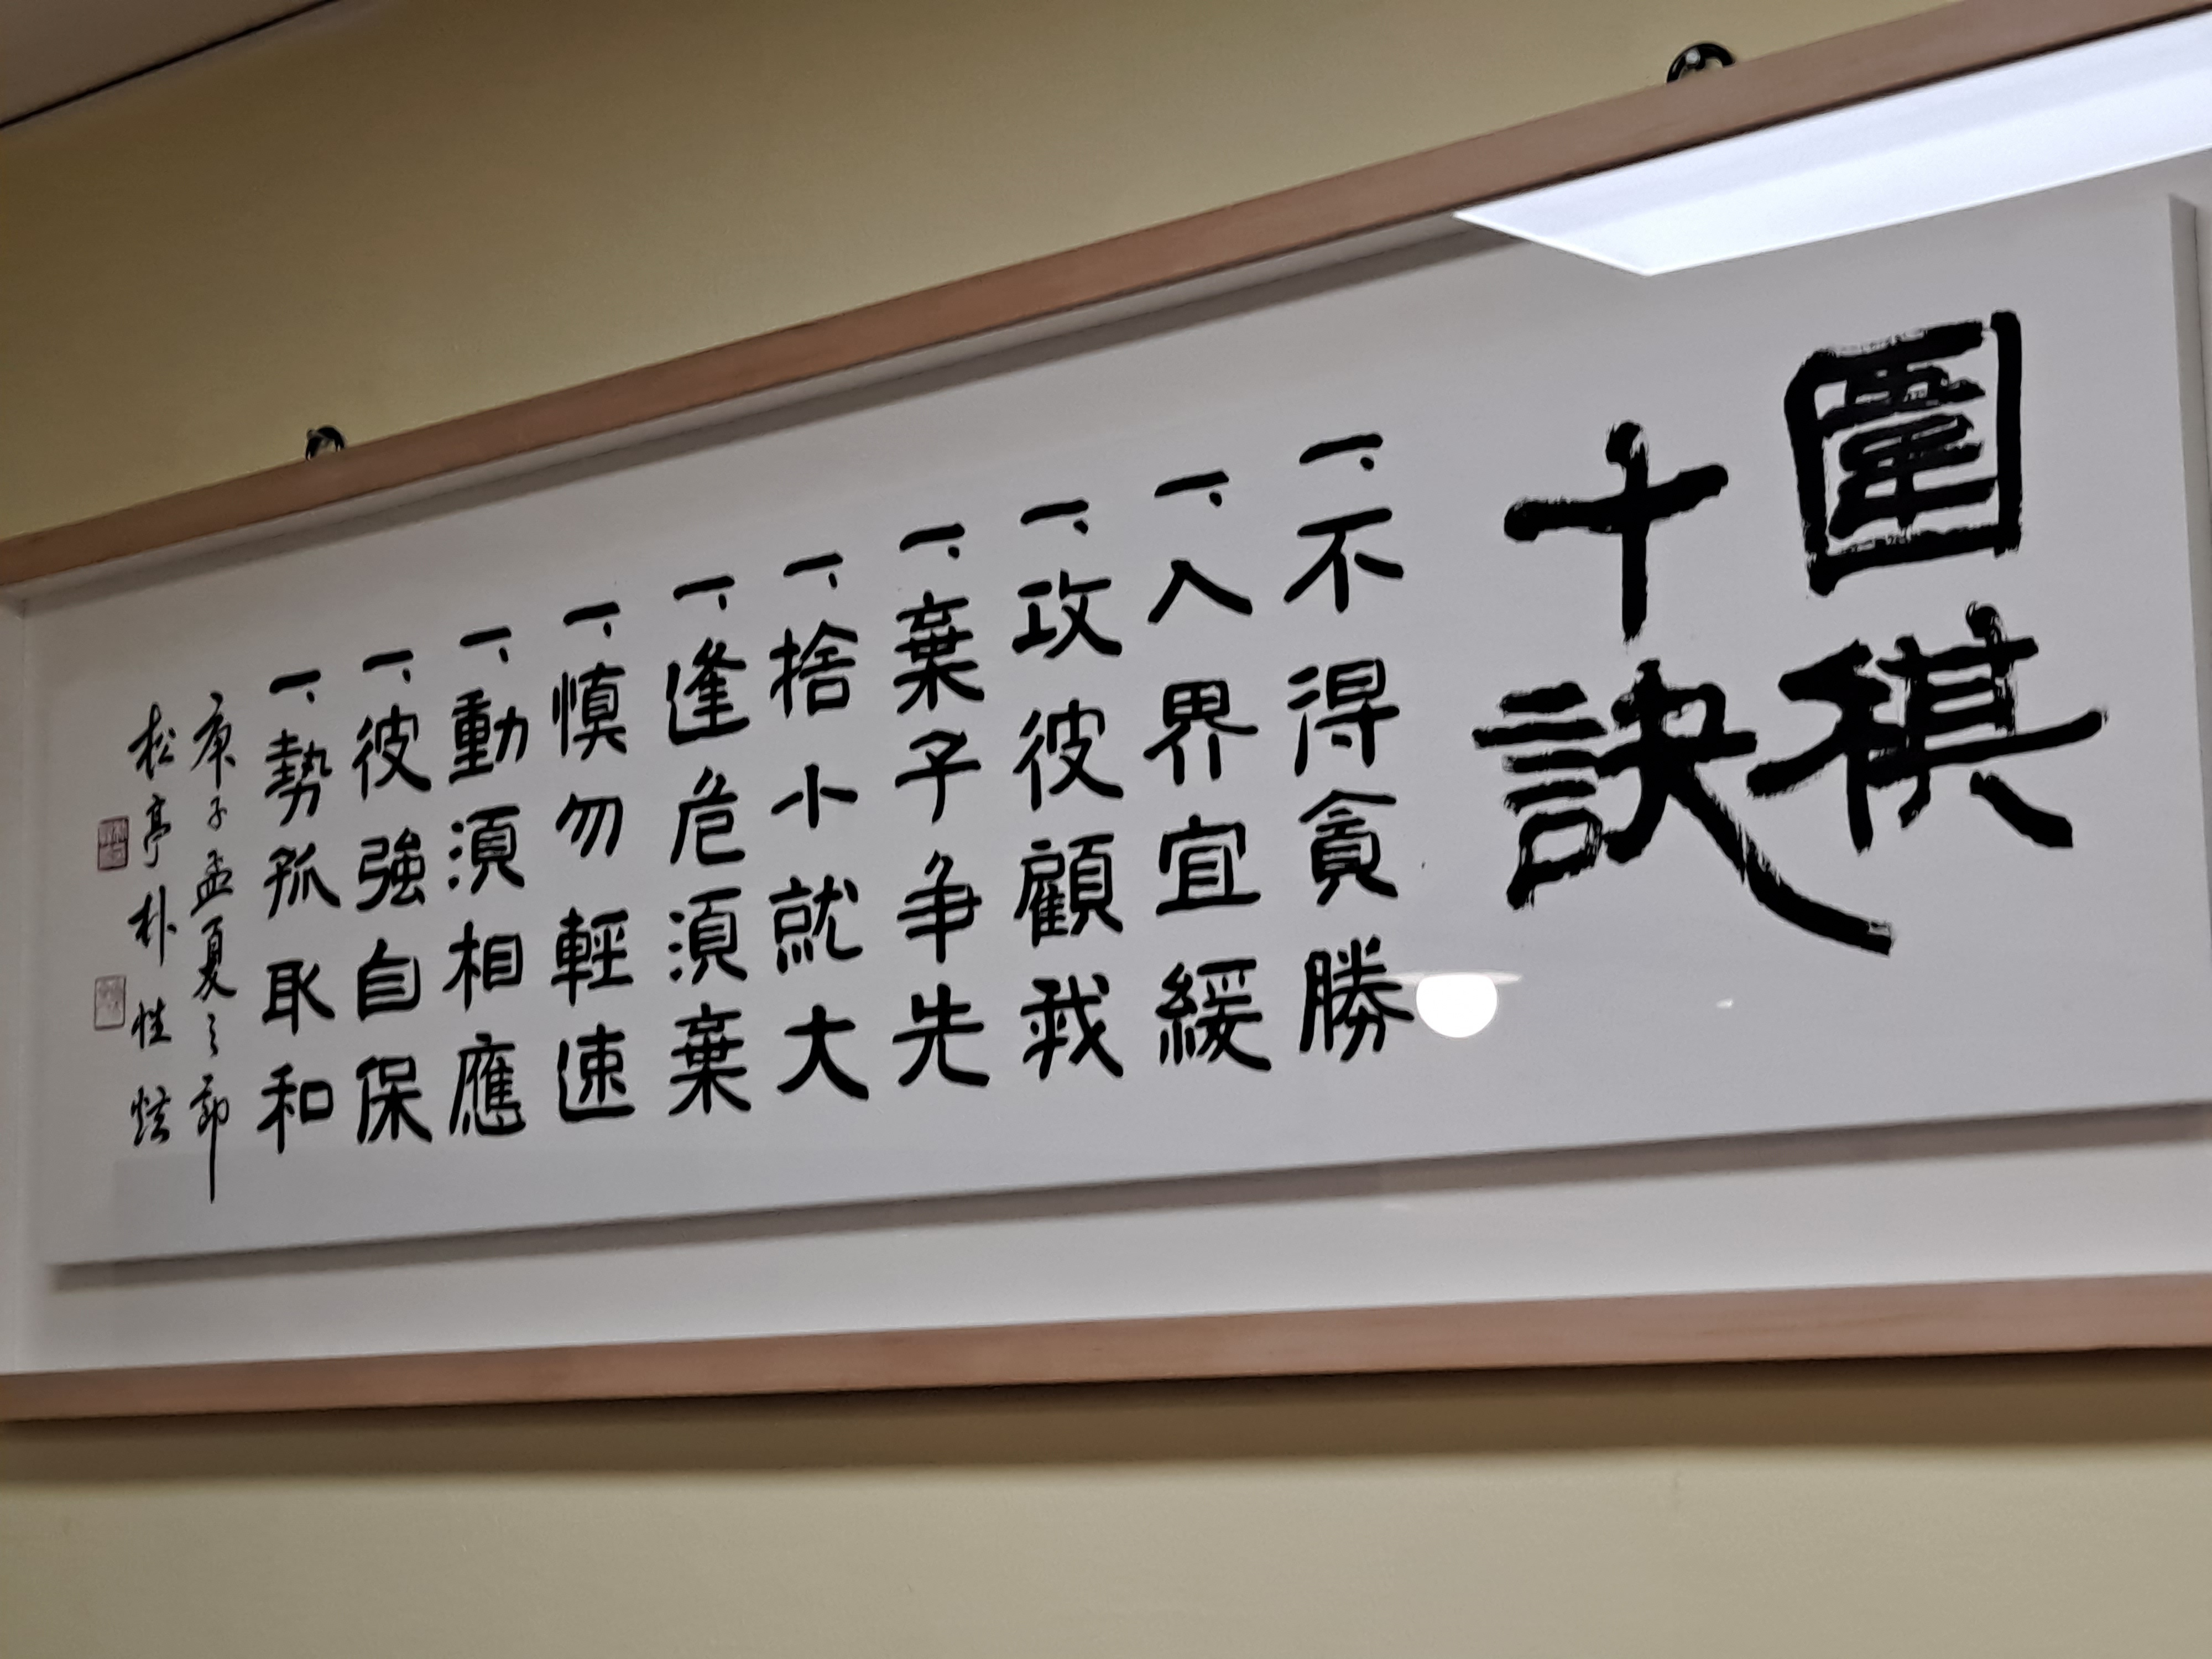 圍棋
十訣
一、不得貪勝
一、入界宜緩
一、攻彼顧我
一、棄子争先
一、捨小就大
一、逢危須棄
一、慎勿輕速
一、動須相應
一、彼強自保
一、勢孤取和
庚子孟夏之節
松亭朴性炫